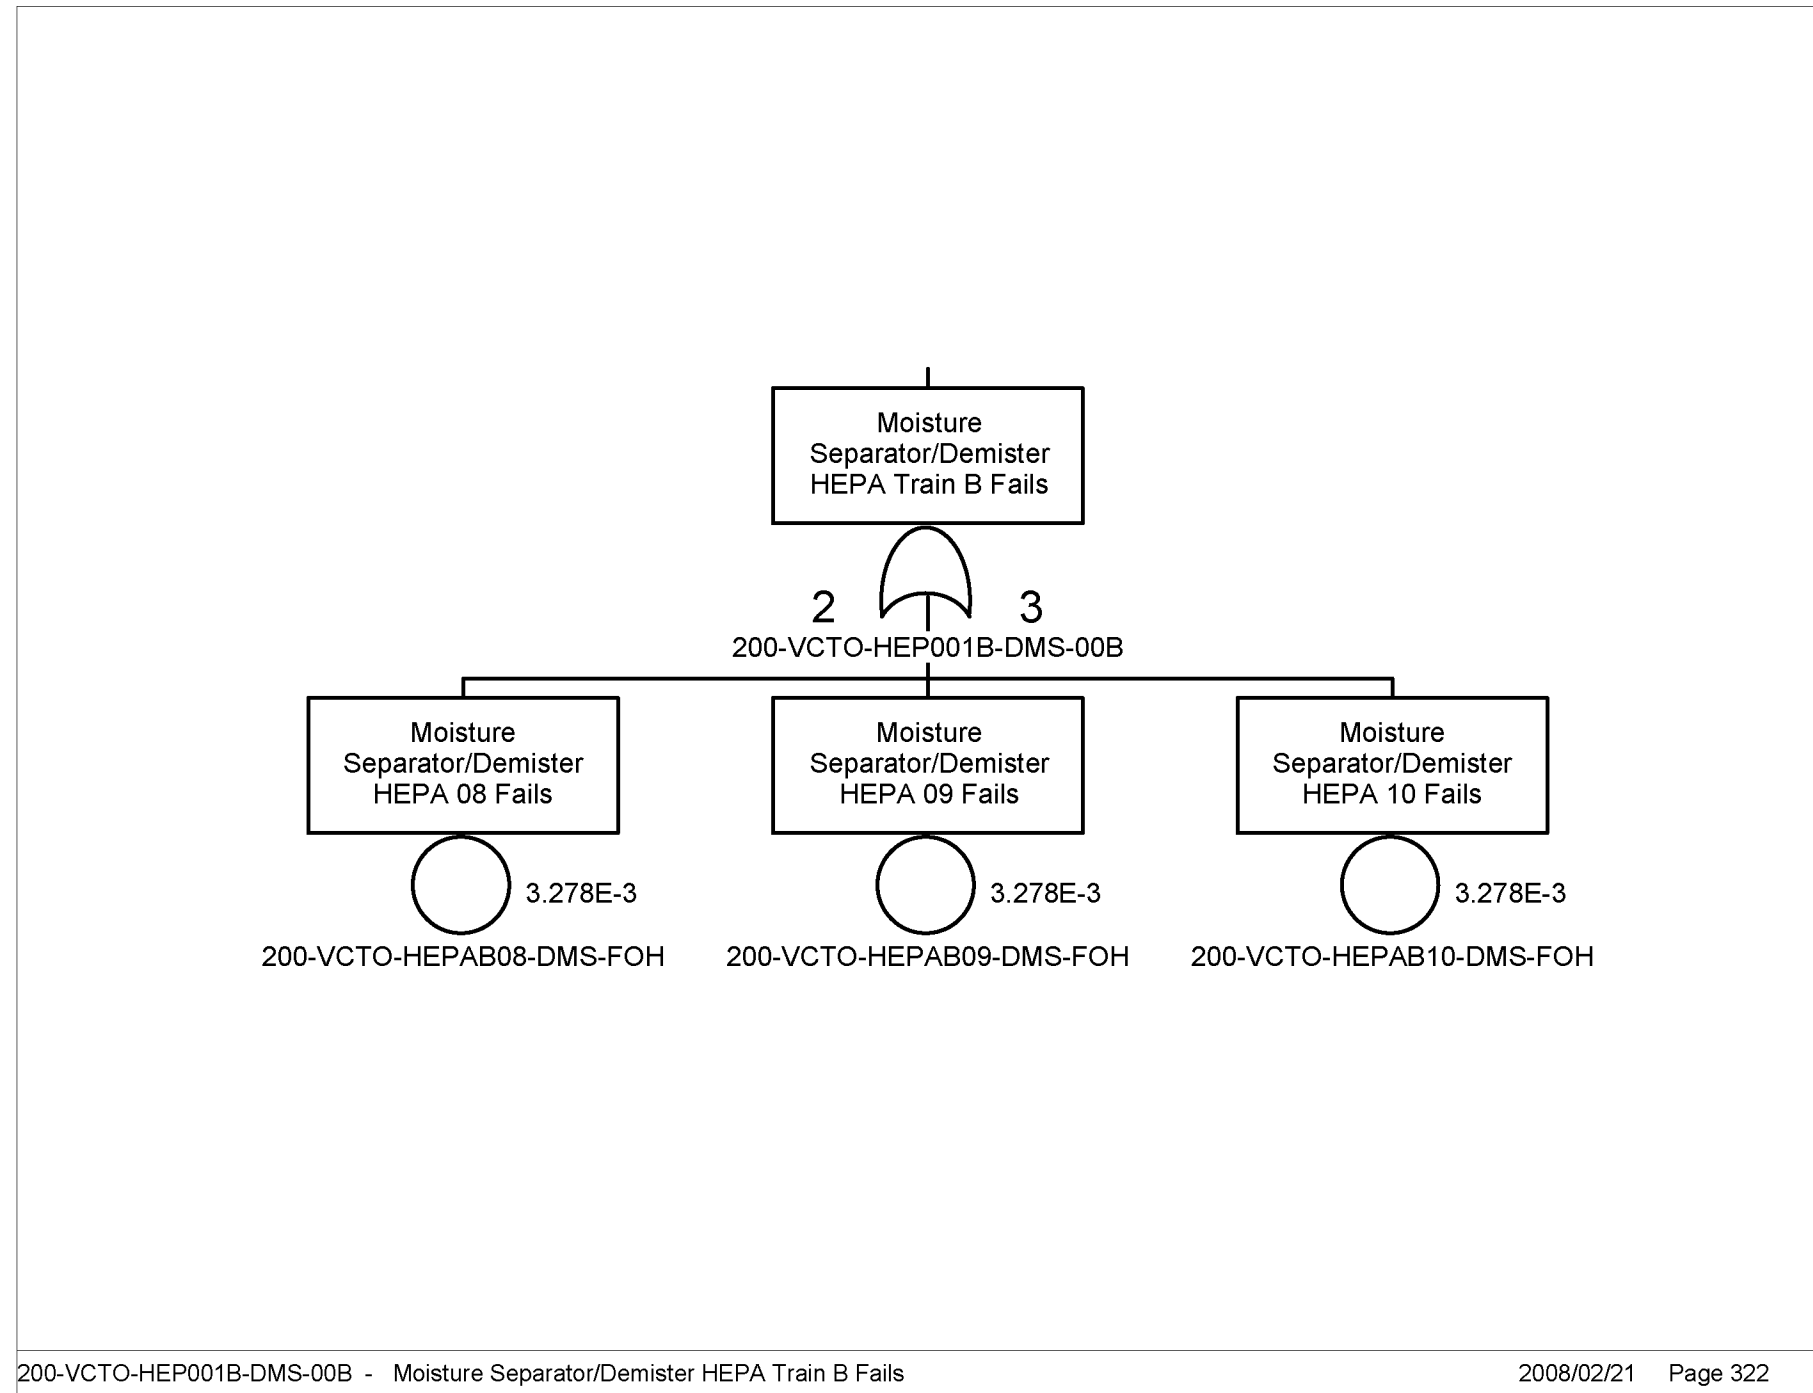 Moisture
Separator/Demister
HEPA Train B Fails
2 3
200-VCTO-HEP001B-DMS-00B
Moisture
Separator/Demister
HEPA 08 Fails
3.278E-3
200-VCTO-HEPAB08-DMS-FOH
Moisture
Separator/Demister
HEPA 09 Fails
3.278E-3
200-VCTO-HEPAB09-DMS-FOH
Moisture
Separator/Demister
HEPA 10 Fails
3.278E-3
200-VCTO-HEPAB10-DMS-FOH
200-VCTO-HEP001B-DMS-00B - Moisture Separator/Demister HEPA Train B Fails 2008/02/21 Page 322